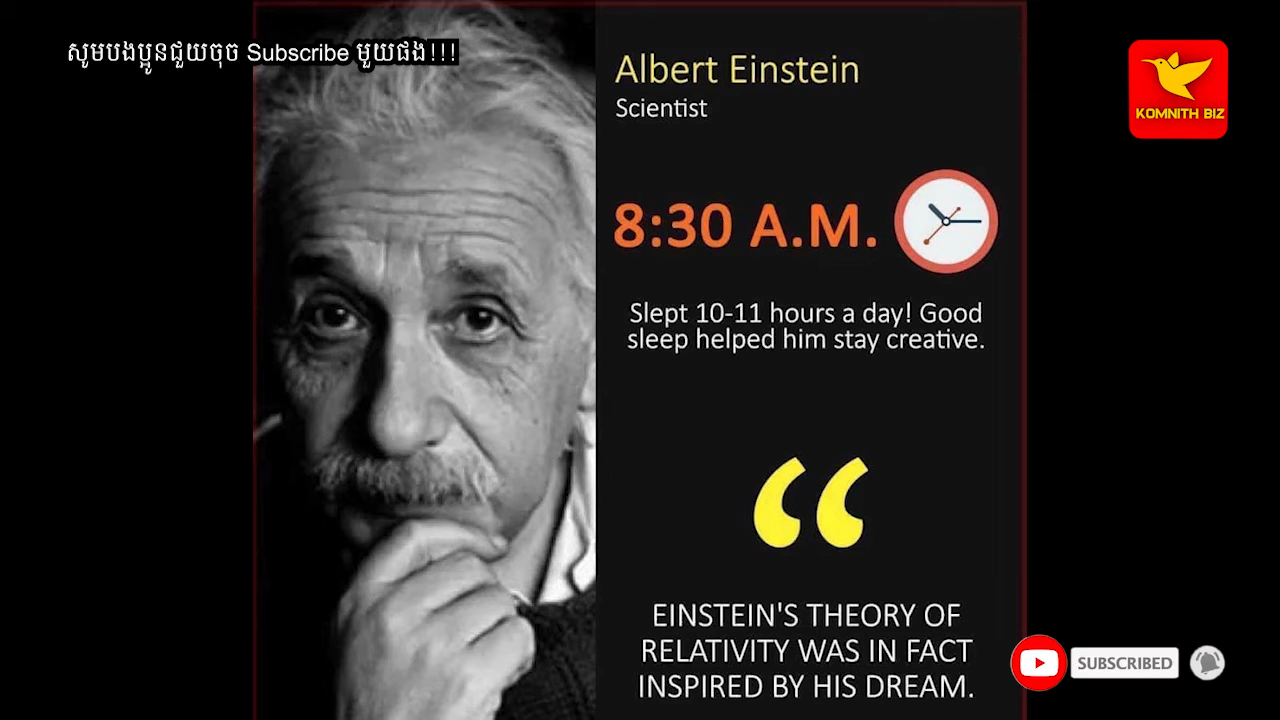 សូមបងប្អូនជួយចុច Subscribe មួយផង!!!
KOMNITH BIZ
Albert Einstein
Scientist
8:30 A.M.
Slept 10-11 hours a day! Good
sleep helped him stay creative.
“
EINSTEIN'S THEORY OF
RELATIVITY WAS IN FACT
INSPIRED BY HIS DREAM.
SUBSCRIBED